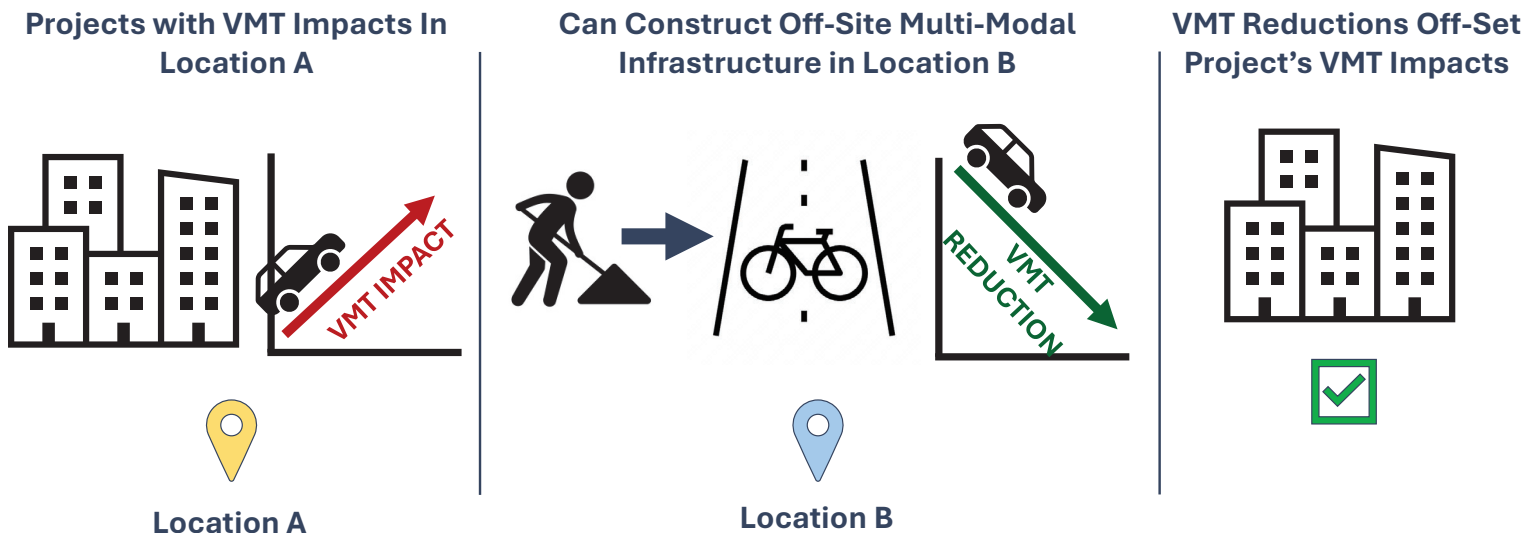 Projects with VMT Impacts In
Location A
VMT IMPACT
Location A
Can Construct Off-Site Multi-Modal
Infrastructure in Location B
VMT
REDUCTION
Location B
VMT Reductions Off-Set
Project’s VMT Impacts